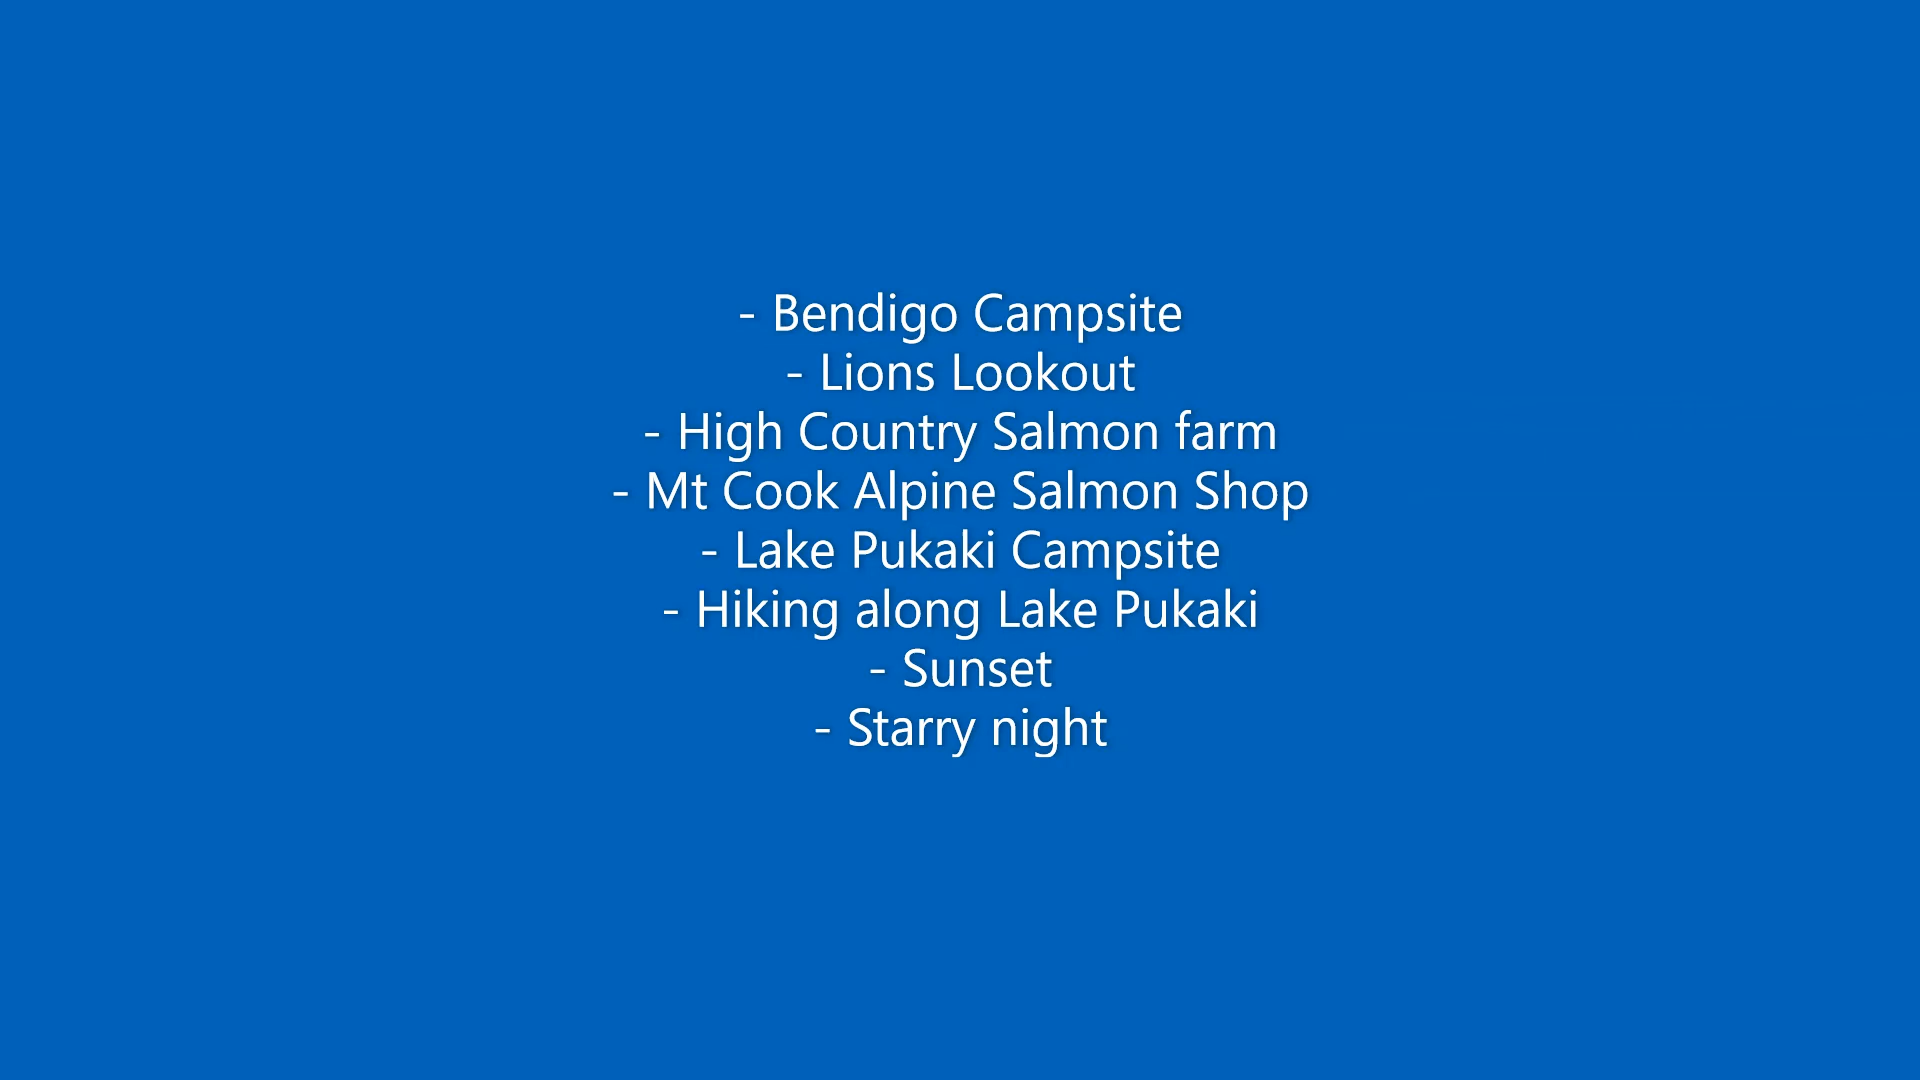 - Bendigo Campsite
- Lions Lookout
- High Country Salmon farm
- Mt Cook Alpine Salmon Shop
- Lake Pukaki Campsite
- Hiking along Lake Pukaki
- Sunset
- Starry night